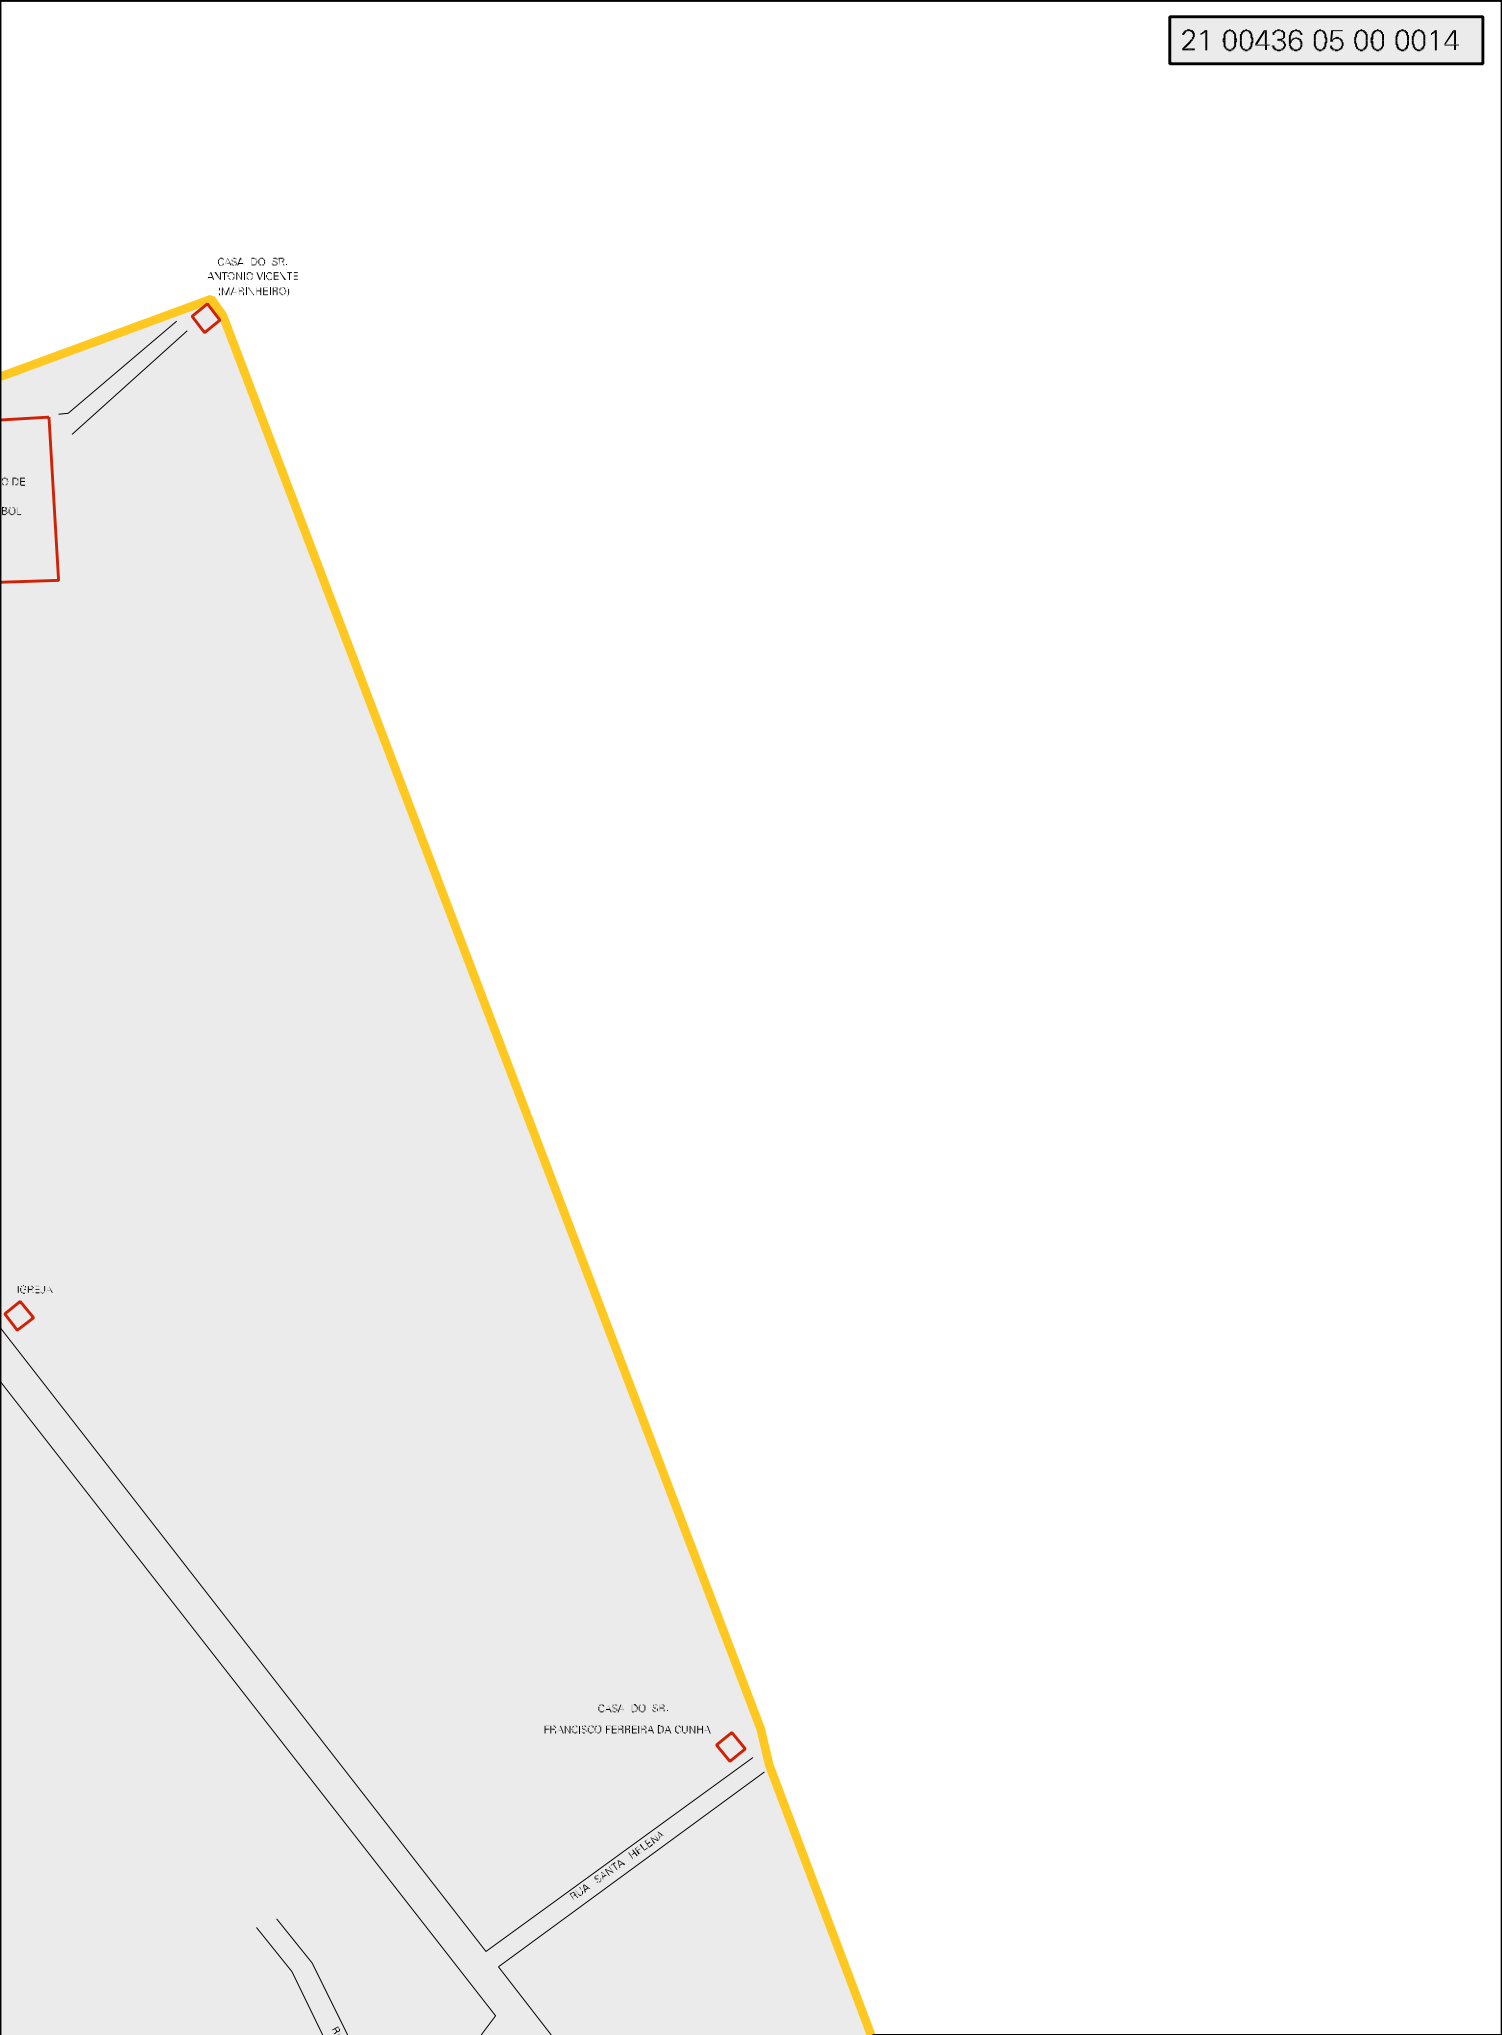 21 00436 05 00 0014
CASA DO SR.
ANTONIO VICENTE
(MARINHEIRO)
O DE
BOL
IGREJA
CASA DO SR.
FRANCISCO FERREIRA DA CUNHA
RUA SANTA HELENA
R